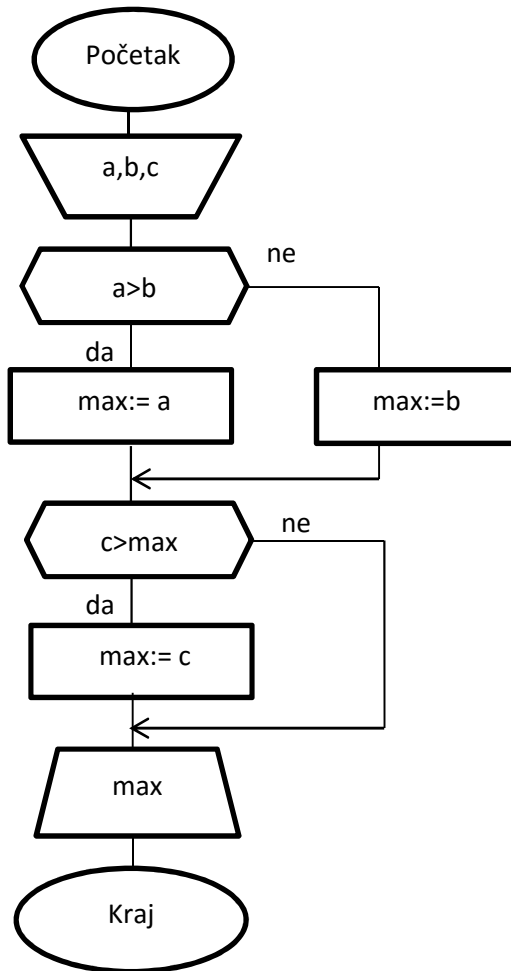 Početak
a,b,c
ne
a>b
da
max:= a
max:=b
ne
c>max
da
max:= c
max
Kraj